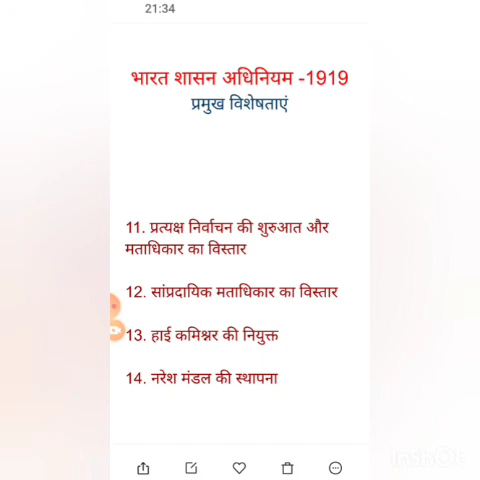 21:34
भारत शासन अधिनियम -1919
प्रमुख विशेषताएं
11. प्रत्यक्ष निर्वाचन की शुरुआत और
मताधिकार का विस्तार
12. सांप्रदायिक मताधिकार का विस्तार
13. हाई कमिश्नर की नियुक्त
14. नरेश मंडल की स्थापना